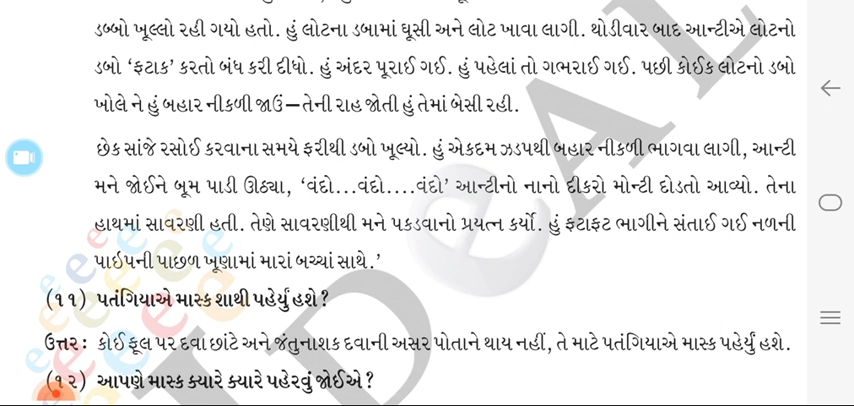 ડબ્બો ખૂલ્લો રહી ગયો હતો. હું લોટના ડબામાં ઘૂસી અને લોટ ખાવા લાગી. થોડીવાર બાદ આન્ટીએ લોટનો
ડબો ‘ફટાક’ કરતો બંધ કરી દીધો. હું અંદર પૂરાઈ ગઈ. હું પહેલાં તો ગભરાઈ ગઈ. પછી કોઈક લોટનો ડબો
ખોલે ને હું બહાર નીકળી જાઉં–તેની રાહ જોતી હું તેમાં બેસી રહી.
છેક સાંજે રસોઈ કરવાના સમયે ફરીથી ડબો ખૂલ્યો. હું એકદમ ઝડપથી બહાર નીકળી ભાગવા લાગી, આન્ટી
મને જોઈને બૂમ પાડી ઊઠ્યા, ‘વંદો...વંદો....વંદો’ આન્ટીનો નાનો દીકરો મોન્ટી દોડતો આવ્યો. તેના
હાથમાં સાવરણી હતી. તેણે સાવરણીથી મને પકડવાનો પ્રયત્ન કર્યો. હું ફટાફટ ભાગીને સંતાઈ ગઈ નળની
પાઇપની પાછળ ખૂણામાં મારાં બચ્ચાં સાથે.’
(૧૧) પતંગિયાએ માસ્ક શાથી પહેર્યું હશે ?
ઉત્તર : કોઈ ફૂલ પર દવા છાંટે અને જંતુનાશક દવાની અસર પોતાને થાય નહીં, તે માટે પતંગિયાએ માસ્ક પહેર્યું હશે.
(૧૨) આપણે માસ્ક ક્યારે ક્યારે પહેરવું જોઈએ ?
IDeAL